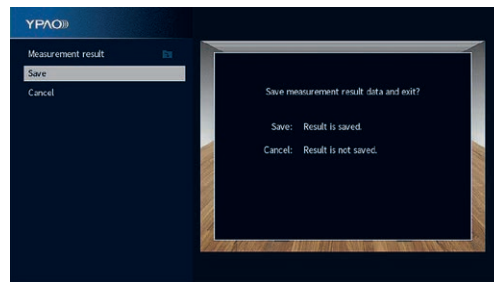 YPAO
Measurement result
Save
Cancel
Save measurement result data and exit?
Save: Result is saved.
Cancel: Result is not saved.